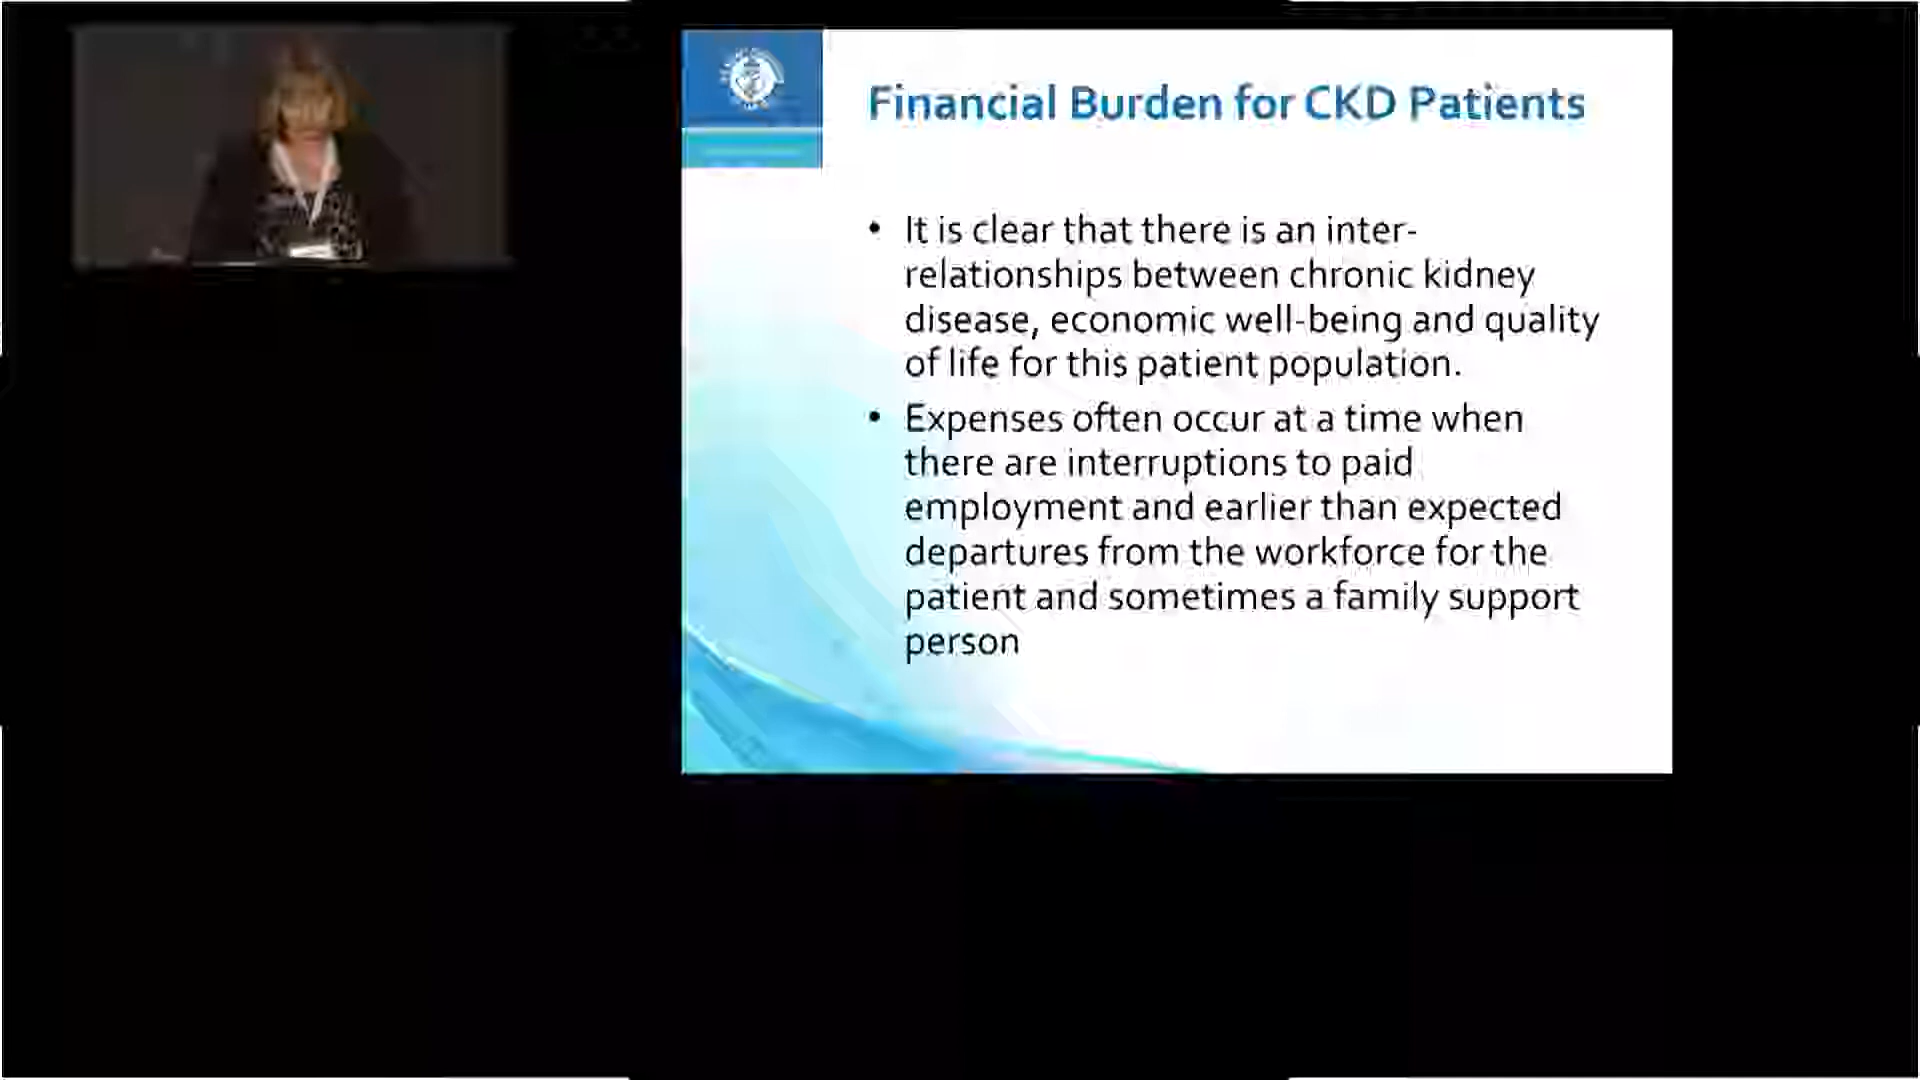 Financial Burden for CKD Patients
• It is clear that there is an inter-
relationships between chronic kidney
disease, economic well-being and quality
of life for this patient population.
• Expenses often occur at a time when
there are interruptions to paid
employment and earlier than expected
departures from the workforce for the
patient and sometimes a family support
person